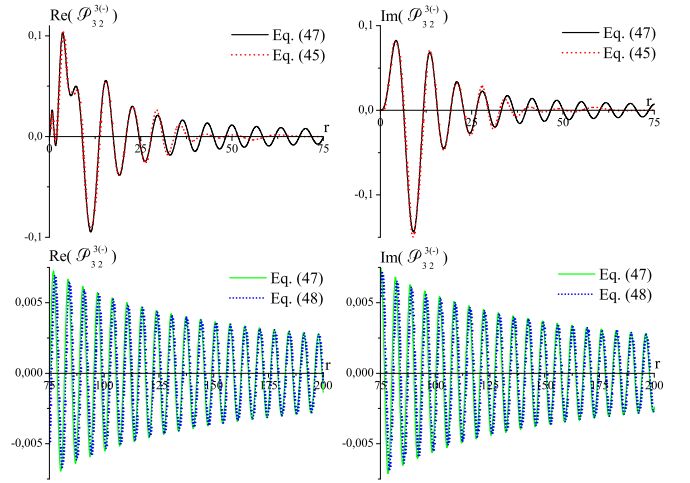 Re( 𝒫 3(-) 3 2 )
Eq. (47)
Eq. (45)
0,1
0,0
-0,1
0
25
50
75
r
Im( 𝒫 3(-) 3 2 )
Eq. (47)
Eq. (45)
0,1
0,0
-0,1
0
25
50
75
r
Re( 𝒫 3(-) 3 2 )
Eq. (47)
Eq. (48)
0,005
0,000
-0,005
75
100
125
150
175
200
r
Im( 𝒫 3(-) 3 2 )
Eq. (47)
Eq. (48)
0,005
0,000
-0,005
75
100
125
150
175
200
r